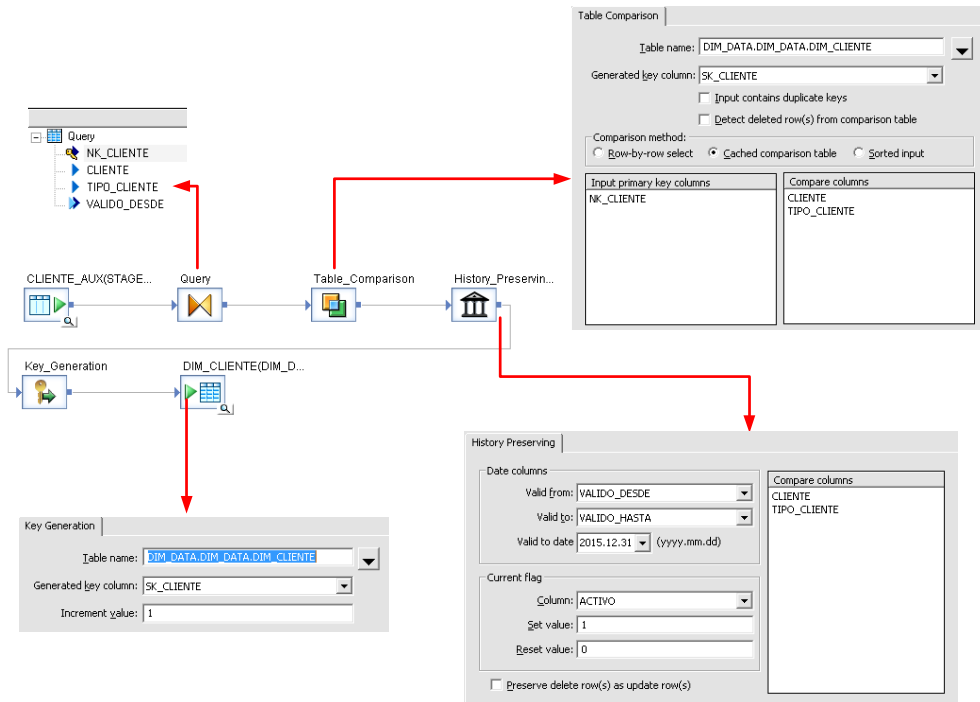 Table Comparison
Table name: DIM_DATA.DIM_DATA.DIM_CLIENTE
Generated key column: SK_CLIENTE
Input contains duplicate keys
Detect deleted row(s) from comparison table
Comparison method:
Row-by-row select Cached comparison table Sorted input
Input primary key columns
NK_CLIENTE
Compare columns
CLIENTE
TIPO_CLIENTE
Query
NK_CLIENTE
CLIENTE
TIPO_CLIENTE
VALIDO_DESDE
CLIENTE_AUX(STAGE...
Query
Table_Comparison
History_Preservin...
Key_Generation
DIM_CLIENTE(DIM_D...
Key Generation
Table name: DIM_DATA.DIM_DATA.DIM_CLIENTE
Generated key column: SK_CLIENTE
Increment value: 1
History Preserving
Date columns
Valid from: VALIDO_DESDE
Valid to: VALIDO_HASTA
Valid to date 2015.12.31 (yyyy.mm.dd)
Current flag
Column: ACTIVO
Set value: 1
Reset value: 0
Preserve delete row(s) as update row(s)
Compare columns
CLIENTE
TIPO_CLIENTE